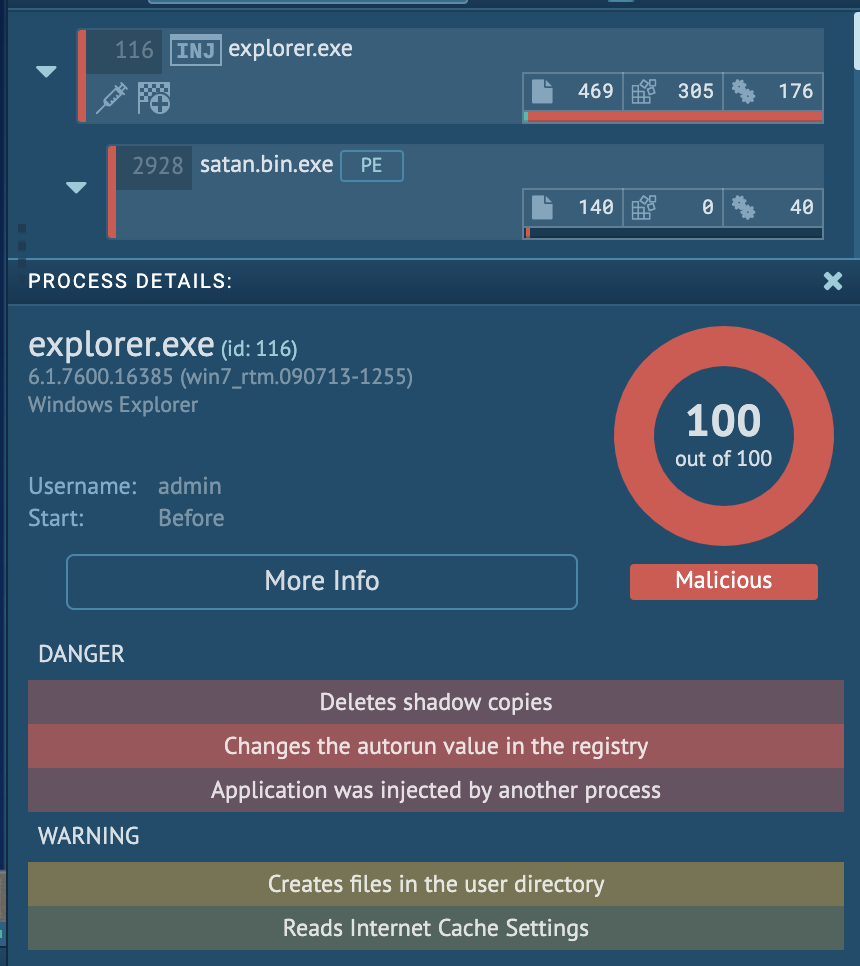 116 INJ explorer.exe
469 305 176
2928 satan.bin.exe PE
140 0 40
PROCESS DETAILS:
explorer.exe (id: 116)
6.1.7600.16385 (win7_rtm.090713-1255)
Windows Explorer
100
out of 100
Username: admin
Start: Before
More Info
Malicious
DANGER
Deletes shadow copies
Changes the autorun value in the registry
Application was injected by another process
WARNING
Creates files in the user directory
Reads Internet Cache Settings